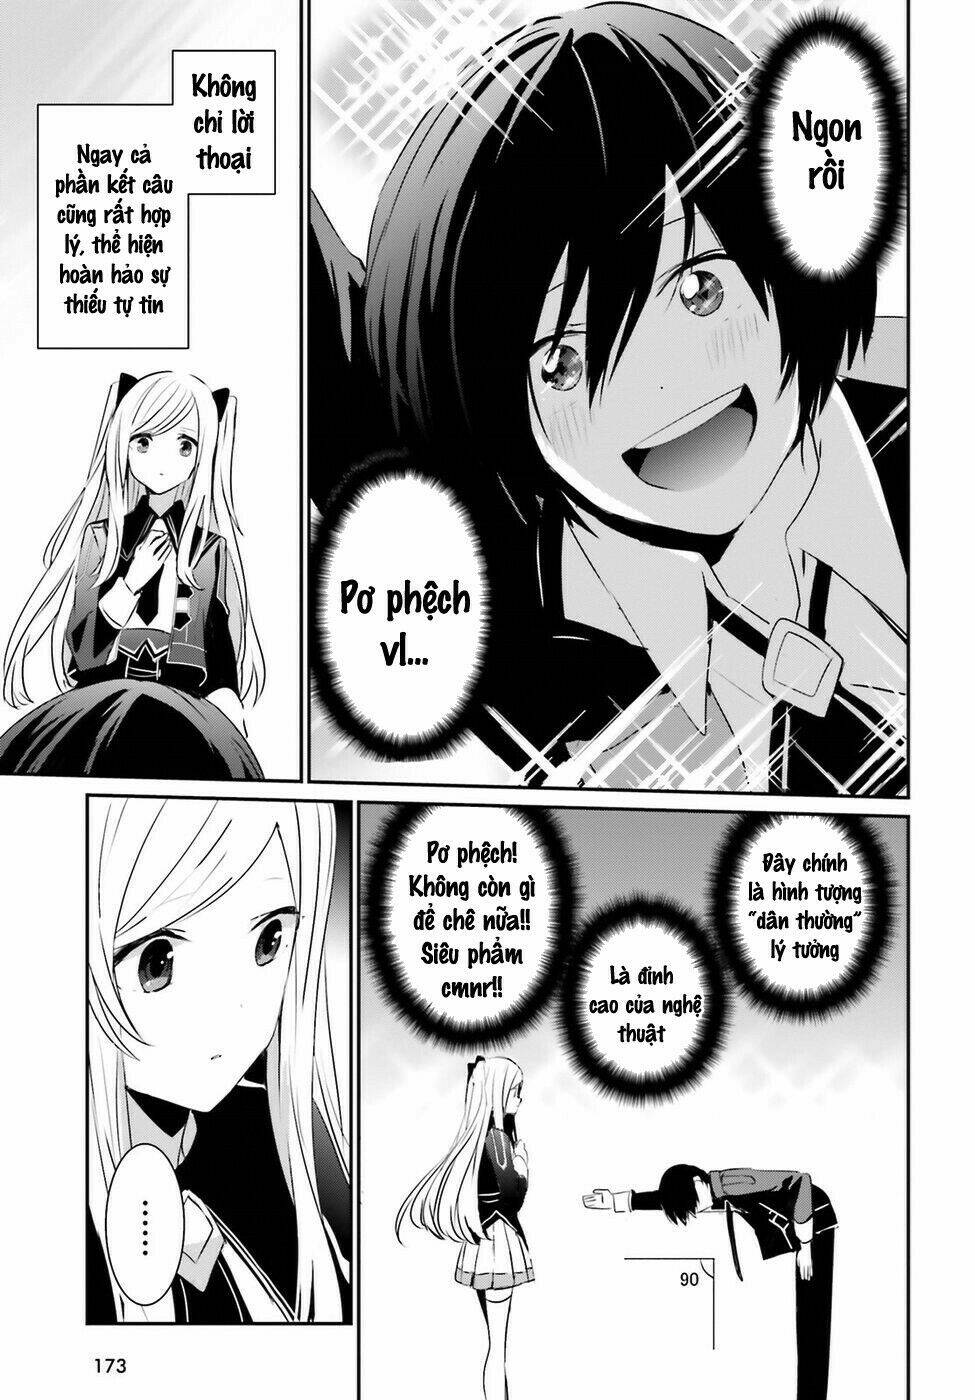 Ngon
rồi
Pơ phệch
vl...
Không
chỉ lời
thoại
Ngay cả
phần kết câu
cũng rất hợp
lý, thể hiện
hoàn hảo sự
thiếu tự tin
Đây chính
là hình tượng
"dân thường"
lý tưởng
Là đỉnh
cao của nghệ
thuật
Pơ phệch!
Không còn gì
để chê nữa!!
Siêu phẩm
cmnr!!
90
......
173